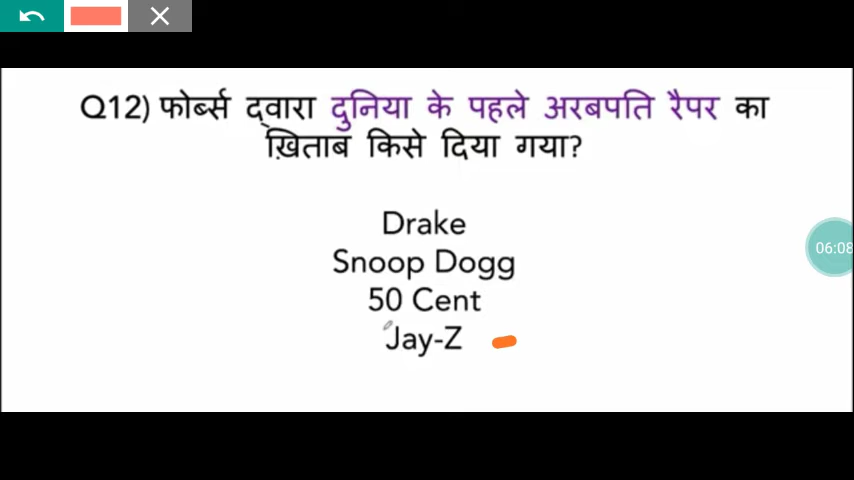 Q12) फोर्ब्स द्वारा दुनिया के पहले अरबपति रैपर का
ख़िताब किसे दिया गया?
Drake
Snoop Dogg
50 Cent
Jay-Z
06:08